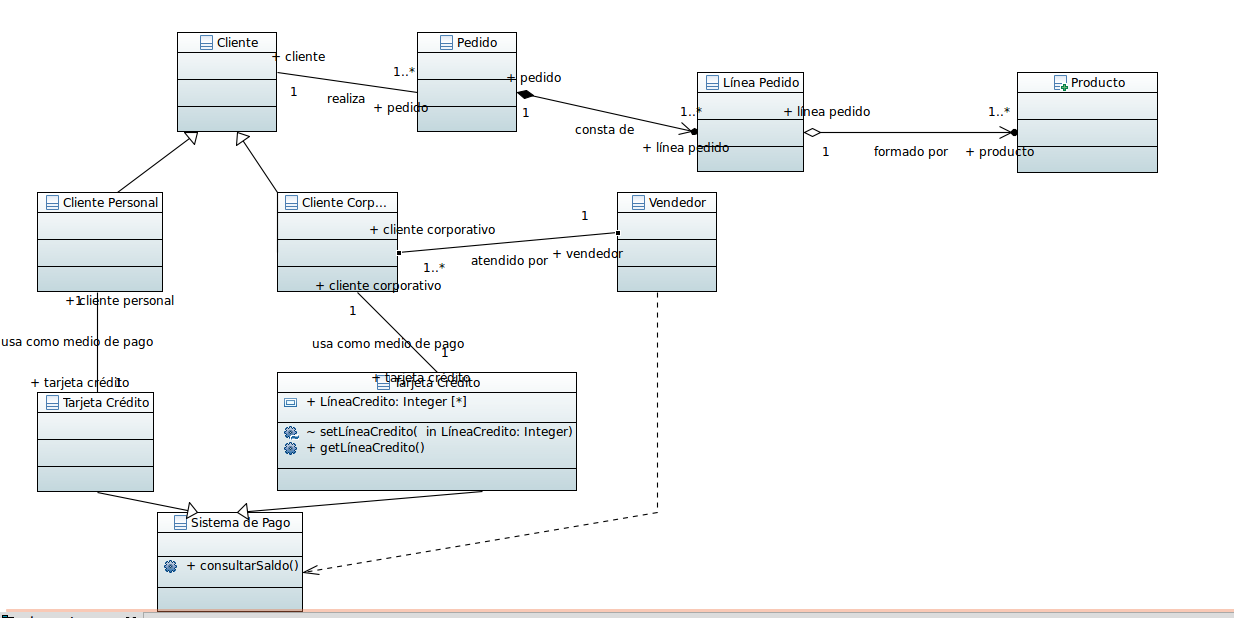 Cliente
Pedido
+ cliente
1..*
1
realiza
+ pedido
+ pedido
1
consta de
1..*
+ línea pedido
Línea Pedido
+ línea pedido
1
formado por
1..*
+ producto
Producto
Cliente Personal
Cliente Corp...
Vendedor
+ cliente corporativo
1..*
atendido por
1
+ vendedor
+ cliente personal
1
usa como medio de pago
+ tarjeta crédito
1
+ cliente corporativo
1
usa como medio de pago
1
+ tarjeta crédito
Tarjeta Crédito
Tarjeta Crédito
+ LíneaCredito: Integer [*]
~ setLíneaCredito( in LíneaCredito: Integer)
+ getLíneaCredito()
Sistema de Pago
+ consultarSaldo()